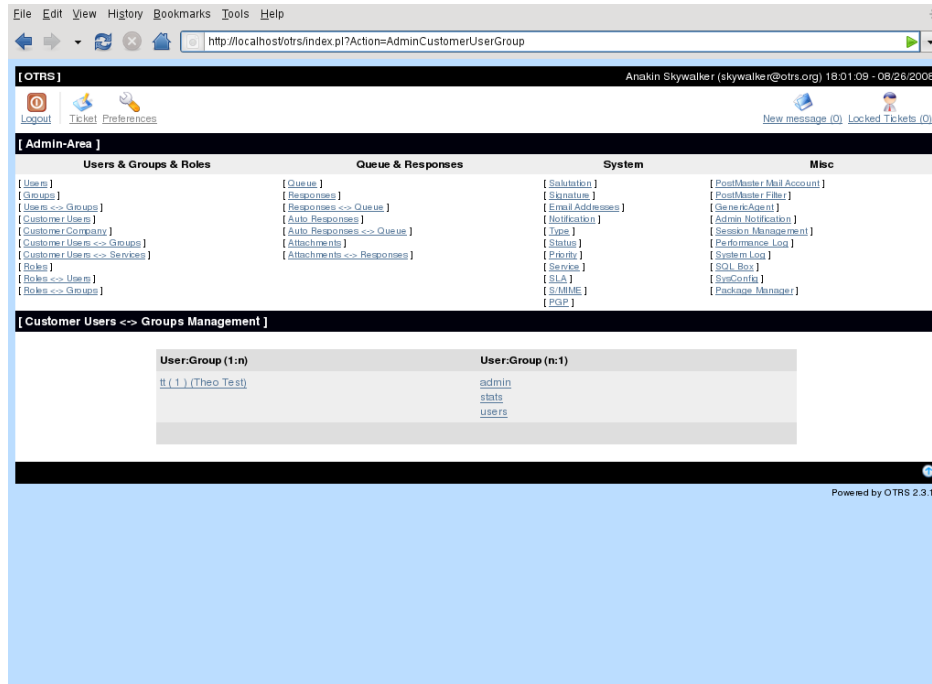 File Edit View History Bookmarks Tools Help
http://localhost/otrs/index.pl?Action=AdminCustomerUserGroup
[ OTRS ] Anakin Skywalker (skywalker@otrs.org) 18:01:09 - 08/26/2008
Logout Ticket Preferences New message (0) Locked Tickets (0)
[ Admin-Area ]
Users & Groups & Roles Queue & Responses System Misc
[ Users ] [ Queue ] [ Salutation ] [ PostMaster Mail Account ]
[ Groups ] [ Responses ] [ Signature ] [ PostMaster Filter ]
[ Users <-> Groups ] [ Responses <-> Queue ] [ Email Addresses ] [ GenericAgent ]
[ Customer Users ] [ Auto Responses ] [ Notification ] [ Admin Notification ]
[ Customer Company ] [ Auto Responses <-> Queue ] [ Type ] [ Session Management ]
[ Customer Users <-> Groups ] [ Attachments ] [ Status ] [ Performance Log ]
[ Customer Users <-> Services ] [ Attachments <-> Responses ] [ Priority ] [ System Log ]
[ Roles ] [ Service ] [ SQL Box ]
[ Roles <-> Users ] [ SLA ] [ SysConfig ]
[ Roles <-> Groups ] [ S/MIME ] [ Package Manager ]
[ PGP ]
[ Customer Users <-> Groups Management ]
User:Group (1:n) User:Group (n:1)
tt ( 1 ) (Theo Test) admin
stats
users
Powered by OTRS 2.3.1